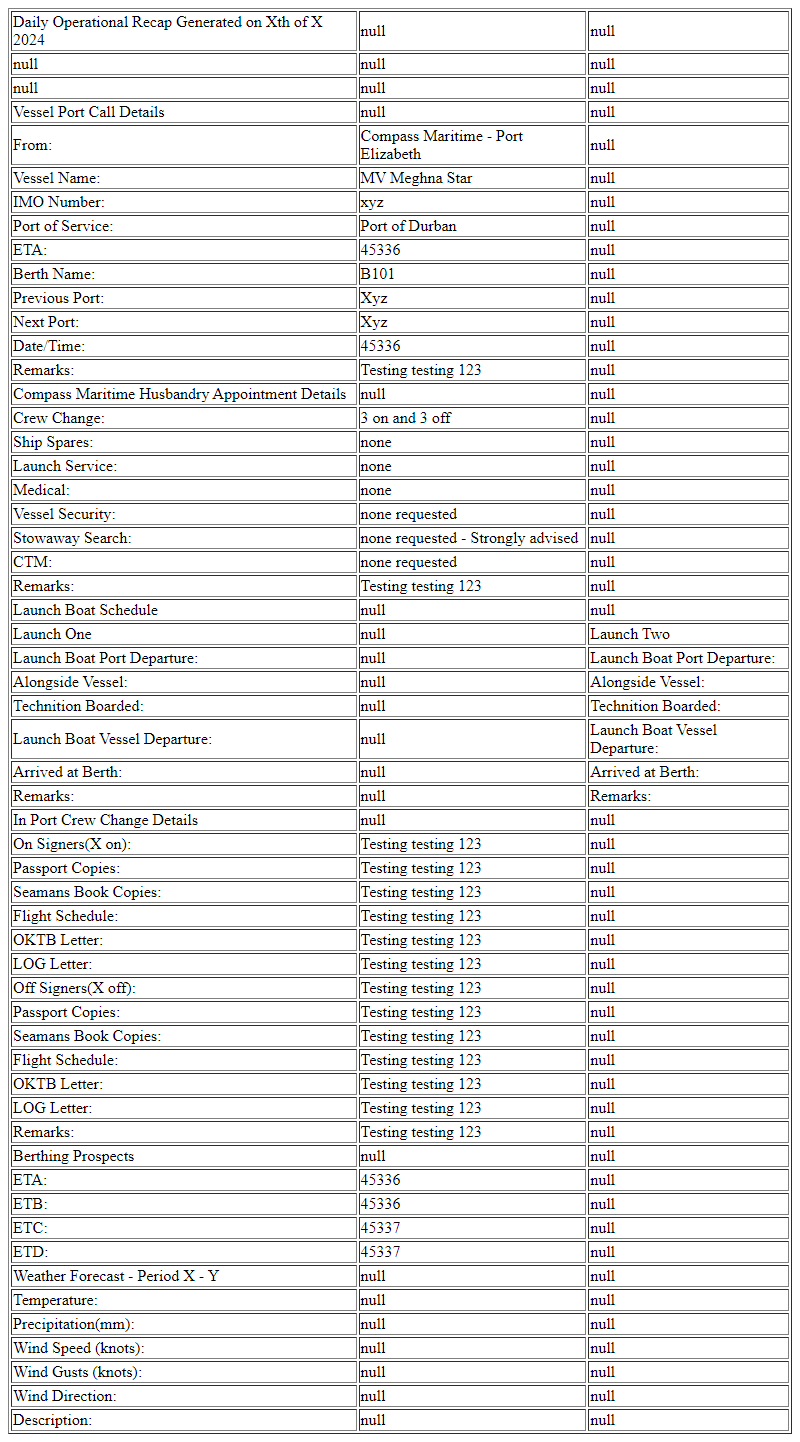 Daily Operational Recap Generated on Xth of X 2024 null null
null null null
null null null
Vessel Port Call Details null null
From: Compass Maritime - Port Elizabeth null
Vessel Name: MV Meghna Star null
IMO Number: xyz null
Port of Service: Port of Durban null
ETA: 45336 null
Berth Name: B101 null
Previous Port: Xyz null
Next Port: Xyz null
Date/Time: 45336 null
Remarks: Testing testing 123 null
Compass Maritime Husbandry Appointment Details null null
Crew Change: 3 on and 3 off null
Ship Spares: none null
Launch Service: none null
Medical: none null
Vessel Security: none requested null
Stowaway Search: none requested - Strongly advised null
CTM: none requested null
Remarks: Testing testing 123 null
Launch Boat Schedule null null
Launch One null Launch Two
Launch Boat Port Departure: null Launch Boat Port Departure:
Alongside Vessel: null Alongside Vessel:
Technition Boarded: null Technition Boarded:
Launch Boat Vessel Departure: null Launch Boat Vessel Departure:
Arrived at Berth: null Arrived at Berth:
Remarks: null Remarks:
In Port Crew Change Details null null
On Signers(X on): Testing testing 123 null
Passport Copies: Testing testing 123 null
Seamans Book Copies: Testing testing 123 null
Flight Schedule: Testing testing 123 null
OKTB Letter: Testing testing 123 null
LOG Letter: Testing testing 123 null
Off Signers(X off): Testing testing 123 null
Passport Copies: Testing testing 123 null
Seamans Book Copies: Testing testing 123 null
Flight Schedule: Testing testing 123 null
OKTB Letter: Testing testing 123 null
LOG Letter: Testing testing 123 null
Remarks: Testing testing 123 null
Berthing Prospects null null
ETA: 45336 null
ETB: 45336 null
ETC: 45337 null
ETD: 45337 null
Weather Forecast - Period X - Y null null
Temperature: null null
Precipitation(mm): null null
Wind Speed (knots): null null
Wind Gusts (knots): null null
Wind Direction: null null
Description: null null